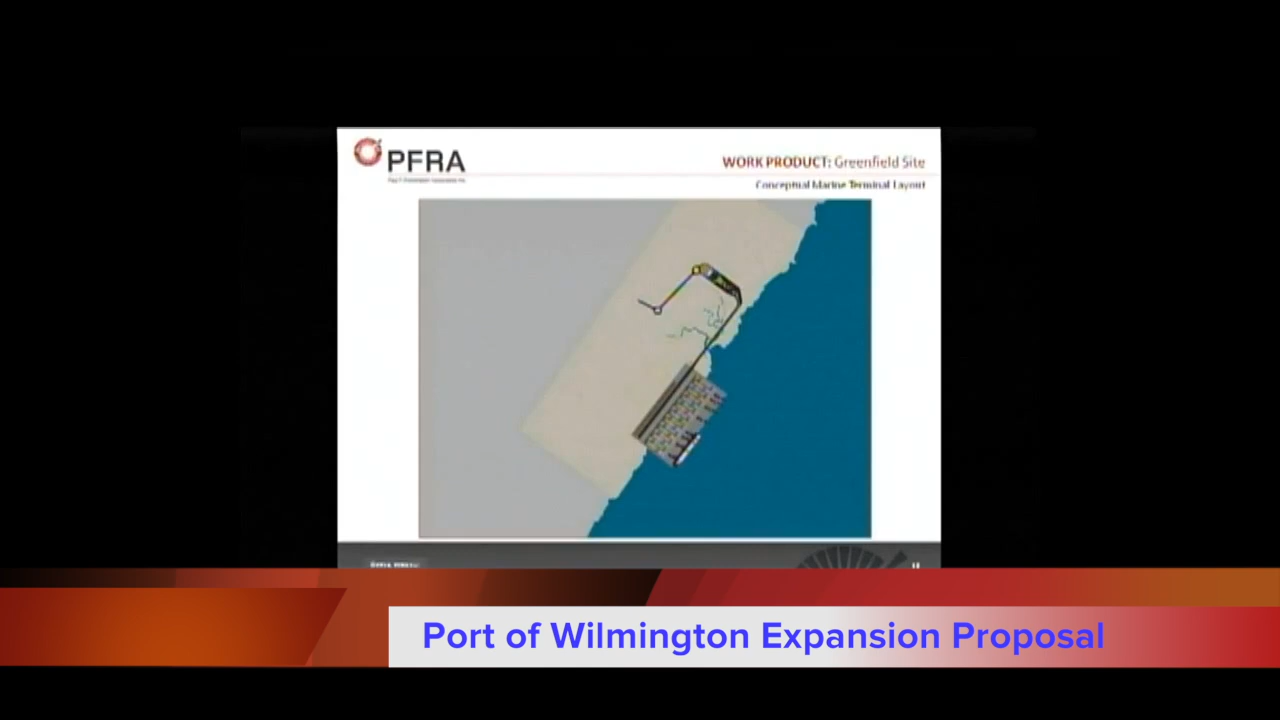 PFRA
WORK PRODUCT: Greenfield Site
Conceptual Marine Terminal Layout
Port of Wilmington Expansion Proposal